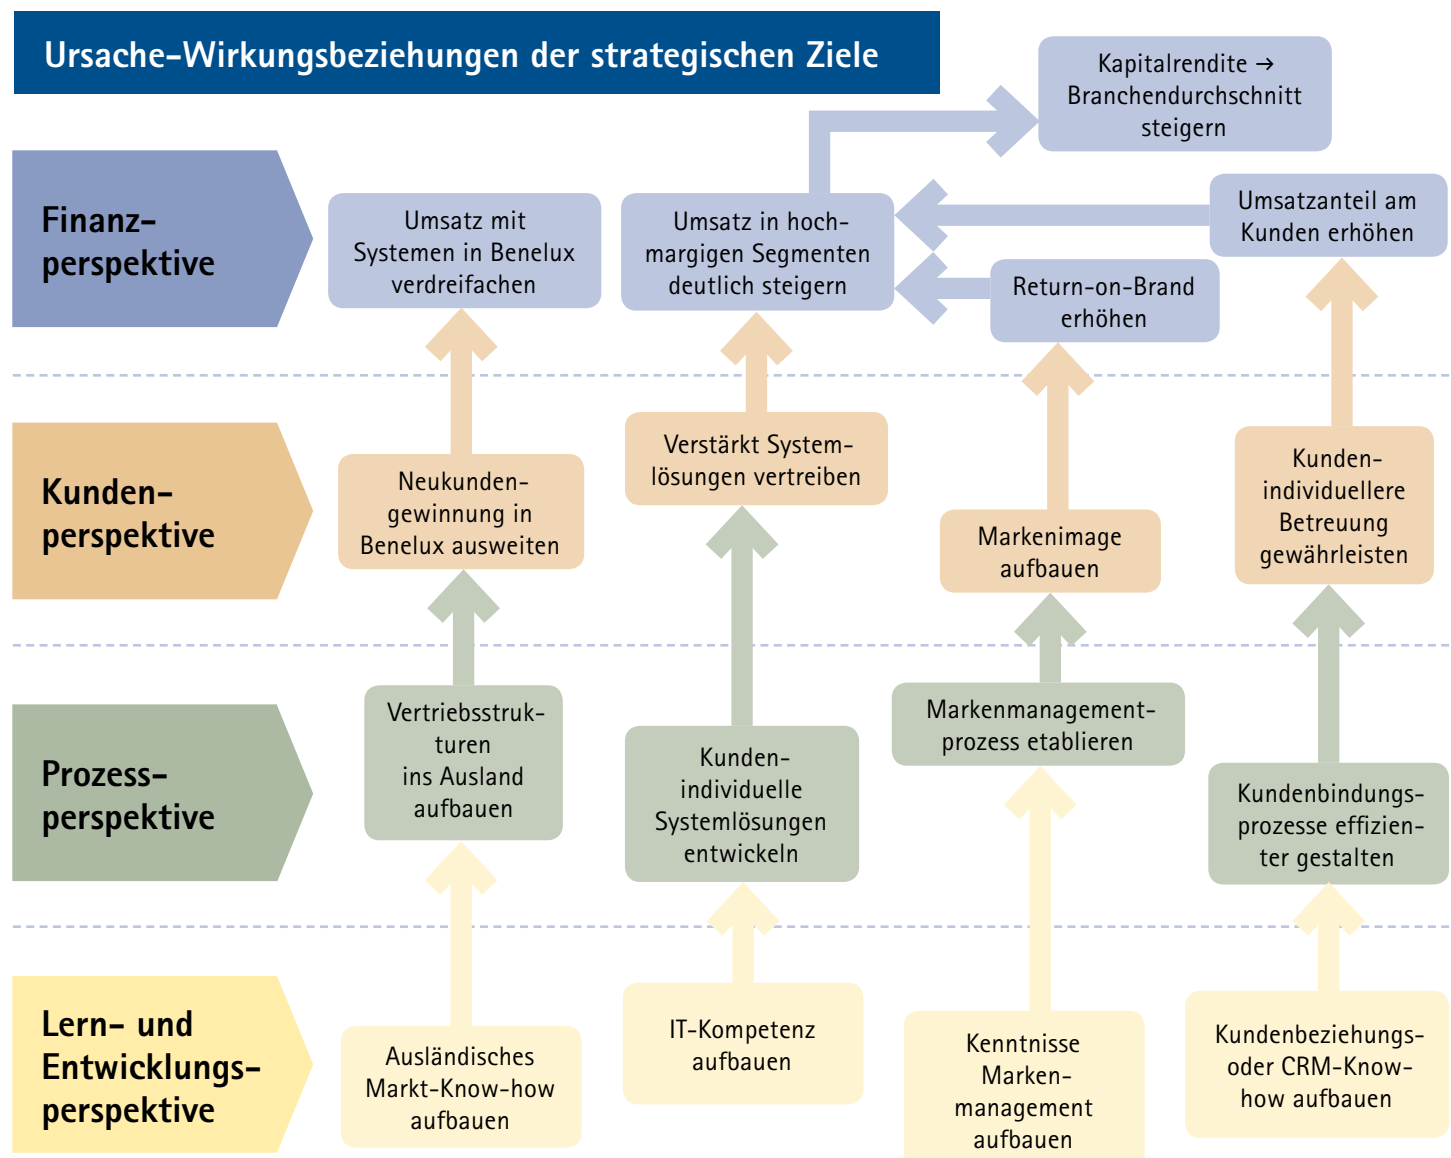 Ursache-Wirkungsbeziehungen der strategischen Ziele
Kapitalrendite →
Branchendurchschnitt
steigern
Finanz-
perspektive
Umsatz mit
Systemen in Benelux
verdreifachen
Umsatz in hoch-
margigen Segmenten
deutlich steigern
Umsatzanteil am
Kunden erhöhen
Return-on-Brand
erhöhen
Kunden-
perspektive
Neukunden-
gewinnung in
Benelux ausweiten
Verstärkt System-
lösungen vertreiben
Markenimage
aufbauen
Kunden-
individuellere
Betreuung
gewährleisten
Prozess-
perspektive
Vertriebsstruk-
turen
ins Ausland
aufbauen
Kunden-
individuelle
Systemlösungen
entwickeln
Markenmanagement-
prozess etablieren
Kundenbindungs-
prozesse effizien-
ter gestalten
Lern- und
Entwicklungs-
perspektive
Ausländisches
Markt-Know-how
aufbauen
IT-Kompetenz
aufbauen
Kenntnisse
Marken-
management
aufbauen
Kundenbeziehungs-
oder CRM-Know-
how aufbauen